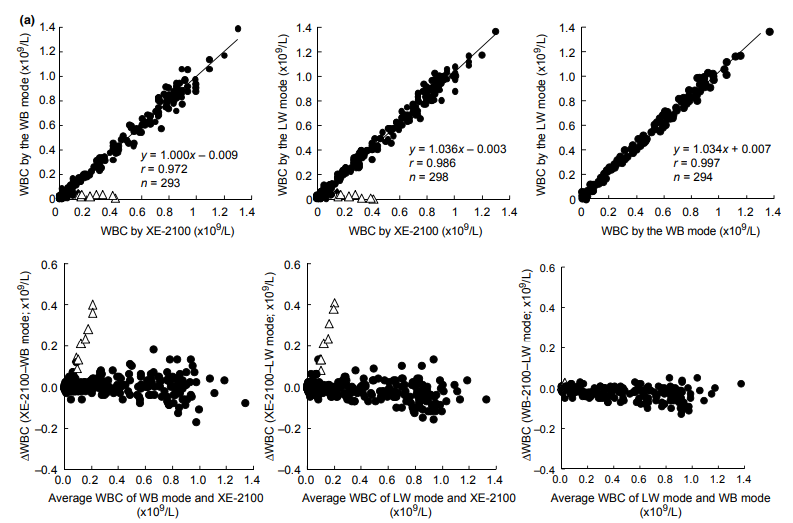 (a)
WBC by the WB mode (x10⁹/L)
1.4
1.2
1.0
0.8
0.6
0.4
0.2
0
y = 1.000x – 0.009
r = 0.972
n = 293
0 0.2 0.4 0.6 0.8 1 1.2 1.4
WBC by XE-2100 (x10⁹/L)
WBC by the LW mode (x10⁹/L)
1.4
1.2
1.0
0.8
0.6
0.4
0.2
0
y = 1.036x – 0.003
r = 0.986
n = 298
0 0.2 0.4 0.6 0.8 1 1.2 1.4
WBC by XE-2100 (x10⁹/L)
WBC by the LW mode (x10⁹/L)
1.4
1.2
1.0
0.8
0.6
0.4
0.2
0
y = 1.034x + 0.007
r = 0.997
n = 294
0 0.2 0.4 0.6 0.8 1 1.2 1.4
WBC by the WB mode (x10⁹/L)
ΔWBC (XE-2100–WB mode; x10⁹/L)
0.6
0.4
0.2
0.0
–0.2
–0.4
0.0 0.2 0.4 0.6 0.8 1.0 1.2 1.4
Average WBC of WB mode and XE-2100
(x10⁹/L)
ΔWBC (XE-2100–LW mode; x10⁹/L)
0.6
0.4
0.2
0.0
–0.2
–0.4
0.0 0.2 0.4 0.6 0.8 1.0 1.2 1.4
Average WBC of LW mode and XE-2100
(x10⁹/L)
ΔWBC (WB-2100–LW mode; x10⁹/L)
0.6
0.4
0.2
0.0
–0.2
–0.4
0.0 0.2 0.4 0.6 0.8 1.0 1.2 1.4
Average WBC of LW mode and WB mode
(x10⁹/L)